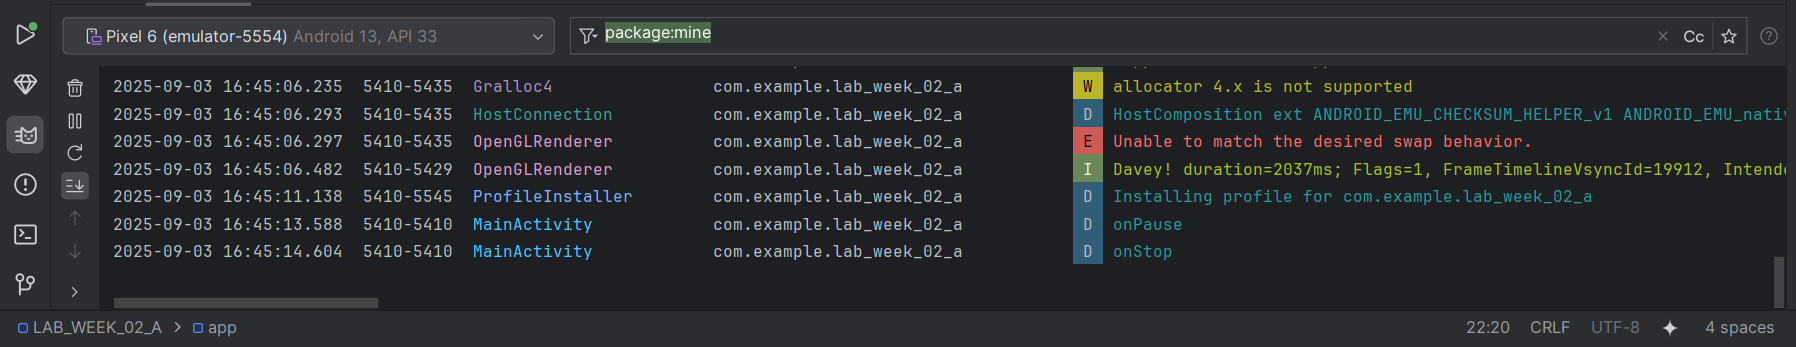 Pixel 6 (emulator-5554) Android 13, API 33
package:mine
Cc
2025-09-03 16:45:06.235 5410-5435 Gralloc4 com.example.lab_week_02_a W allocator 4.x is not supported
2025-09-03 16:45:06.293 5410-5435 HostConnection com.example.lab_week_02_a D HostComposition ext ANDROID_EMU_CHECKSUM_HELPER_v1 ANDROID_EMU_nativ
2025-09-03 16:45:06.297 5410-5435 OpenGLRenderer com.example.lab_week_02_a E Unable to match the desired swap behavior.
2025-09-03 16:45:06.482 5410-5429 OpenGLRenderer com.example.lab_week_02_a I Davey! duration=2037ms; Flags=1, FrameTimelineVsyncId=19912, Intende
2025-09-03 16:45:11.138 5410-5545 ProfileInstaller com.example.lab_week_02_a D Installing profile for com.example.lab_week_02_a
2025-09-03 16:45:13.588 5410-5410 MainActivity com.example.lab_week_02_a D onPause
2025-09-03 16:45:14.604 5410-5410 MainActivity com.example.lab_week_02_a D onStop
LAB_WEEK_02_A > app
22:20 CRLF UTF-8 4 spaces